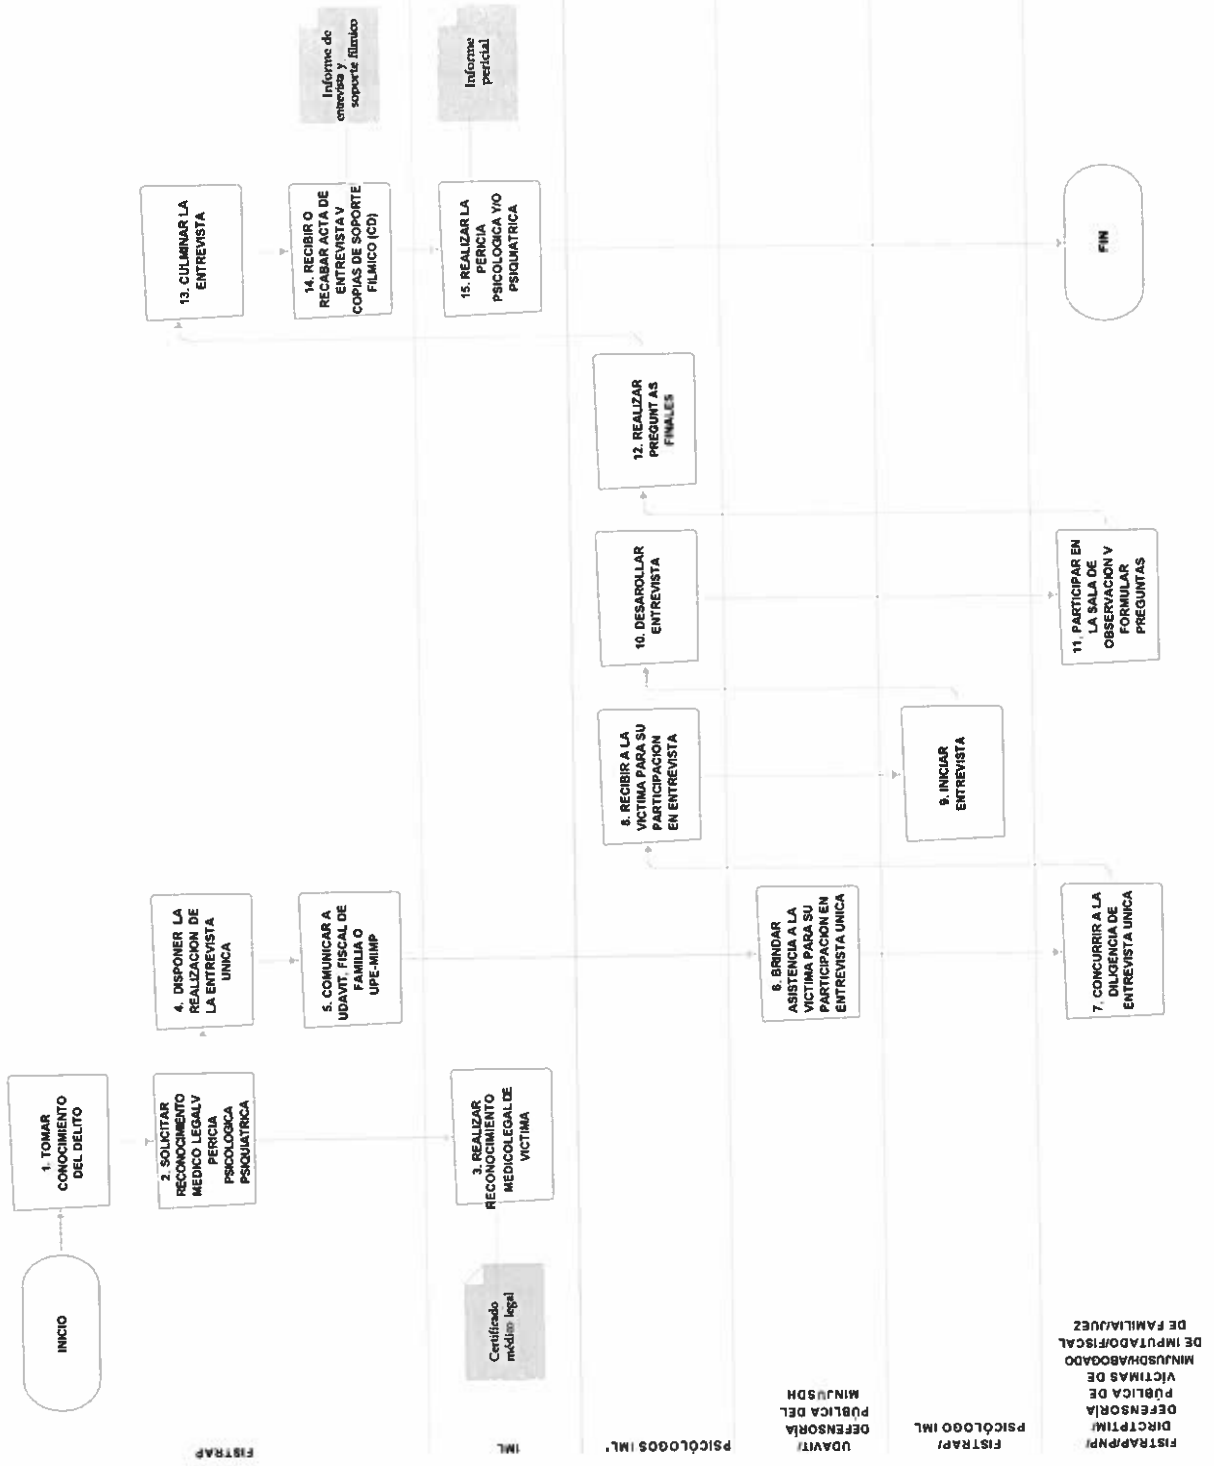 FISTRAP
INICIO
1. TOMAR
CONOCIMIENTO
DEL DELITO
2. SOLICITAR
RECONOCIMIENTO
MEDICO LEGALV
PERICIA
PSICOLOGICA
PSIQUIATRICA
4. DISPONER LA
REALIZACION DE
LA ENTREVISTA
UNICA
5. COMUNICAR A
UDAVIT, FISCAL DE
FAMILIA O
UPE-MIMP
13. CULMINAR LA
ENTREVISTA
14. RECIBIR O
RECABAR ACTA DE
ENTREVISTA V
COPIAS DE SOPORTE
FILMICO (CD)
Informe de
entrevista y
soporte fílmico
IML
Certificado
médico legal
3. REALIZAR
RECONOCIMIENTO
MEDICOLEGAL DE
VICTIMA
15. REALIZAR LA
PERICIA
PSICOLOGICA Y/O
PSIQUIATRICA
Informe
pericial
PSICÓLOGOS IML'
8. RECIBIR A LA
VICTIMA PARA SU
PARTICIPACION
EN ENTREVISTA
10. DESAROLLAR
ENTREVISTA
12. REALIZAR
PREGUNT AS
FINALES
UDAVIT/
DEFENSORÍA
PÚBLICA DEL
MINJUSDH
6. BRINDAR
ASISTENCIA A LA
VICTIMA PARA SU
PARTICIPACION EN
ENTREVISTA UNICA
FISTRAP/
PSICÓLOGO IML
9. INICIAR
ENTREVISTA
FISTRAP/PNP/
DIRCTPTIM/
DEFENSORÍA
PÚBLICA DE
VÍCTIMAS DE
MINJUSDH/ABOGADO
DE IMPUTADO/FISCAL
DE FAMILIA/JUEZ
7. CONCURRIR A LA
DILIGENCIA DE
ENTREVISTA UNICA
11. PARTICIPAR EN
LA SALA DE
OBSERVACION V
FORMULAR
PREGUNTAS
FIN